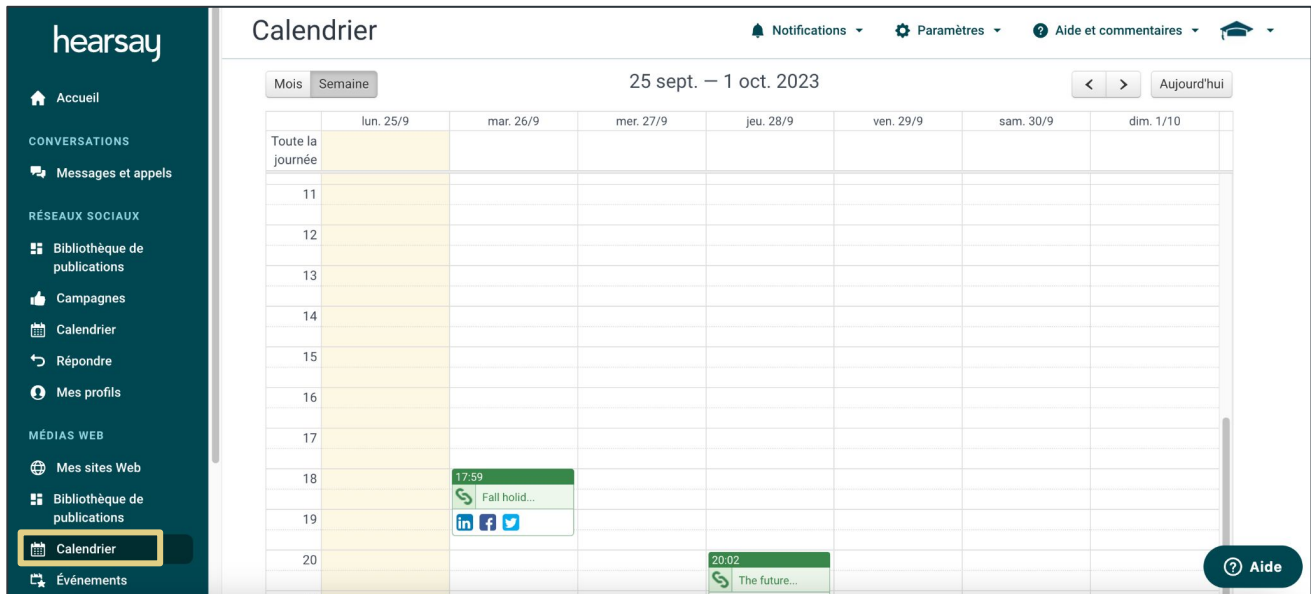 hearsay
Accueil
CONVERSATIONS
Messages et appels
RÉSEAUX SOCIAUX
Bibliothèque de
publications
Campagnes
Calendrier
Répondre
Mes profils
MÉDIAS WEB
Mes sites Web
Bibliothèque de
publications
Calendrier
Événements
Calendrier
Notifications
Paramètres
Aide et commentaires
Mois Semaine
25 sept. — 1 oct. 2023
Aujourd'hui
lun. 25/9 mar. 26/9 mer. 27/9 jeu. 28/9 ven. 29/9 sam. 30/9 dim. 1/10
Toute la
journée
11
12
13
14
15
16
17
18
17:59
Fall holid...
19
in f
20
20:02
The future...
Aide